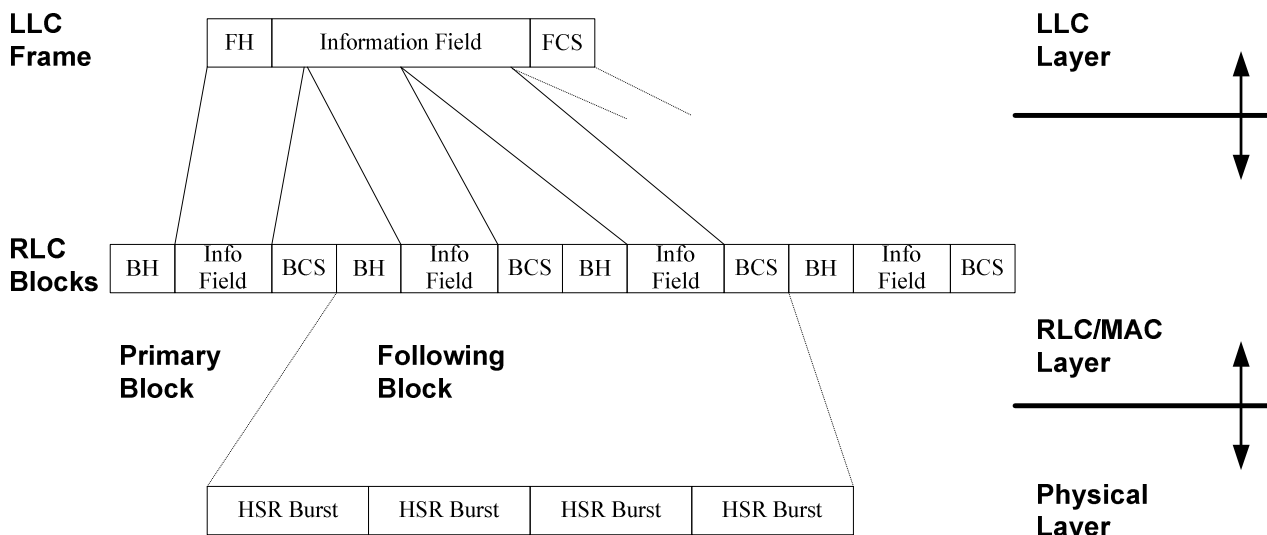 LLC
Frame
FH
Information Field
FCS
LLC
Layer
RLC
Blocks
BH
Info
Field
BCS
BH
Info
Field
BCS
BH
Info
Field
BCS
BH
Info
Field
BCS
Primary
Block
Following
Block
RLC/MAC
Layer
HSR Burst
HSR Burst
HSR Burst
HSR Burst
Physical
Layer